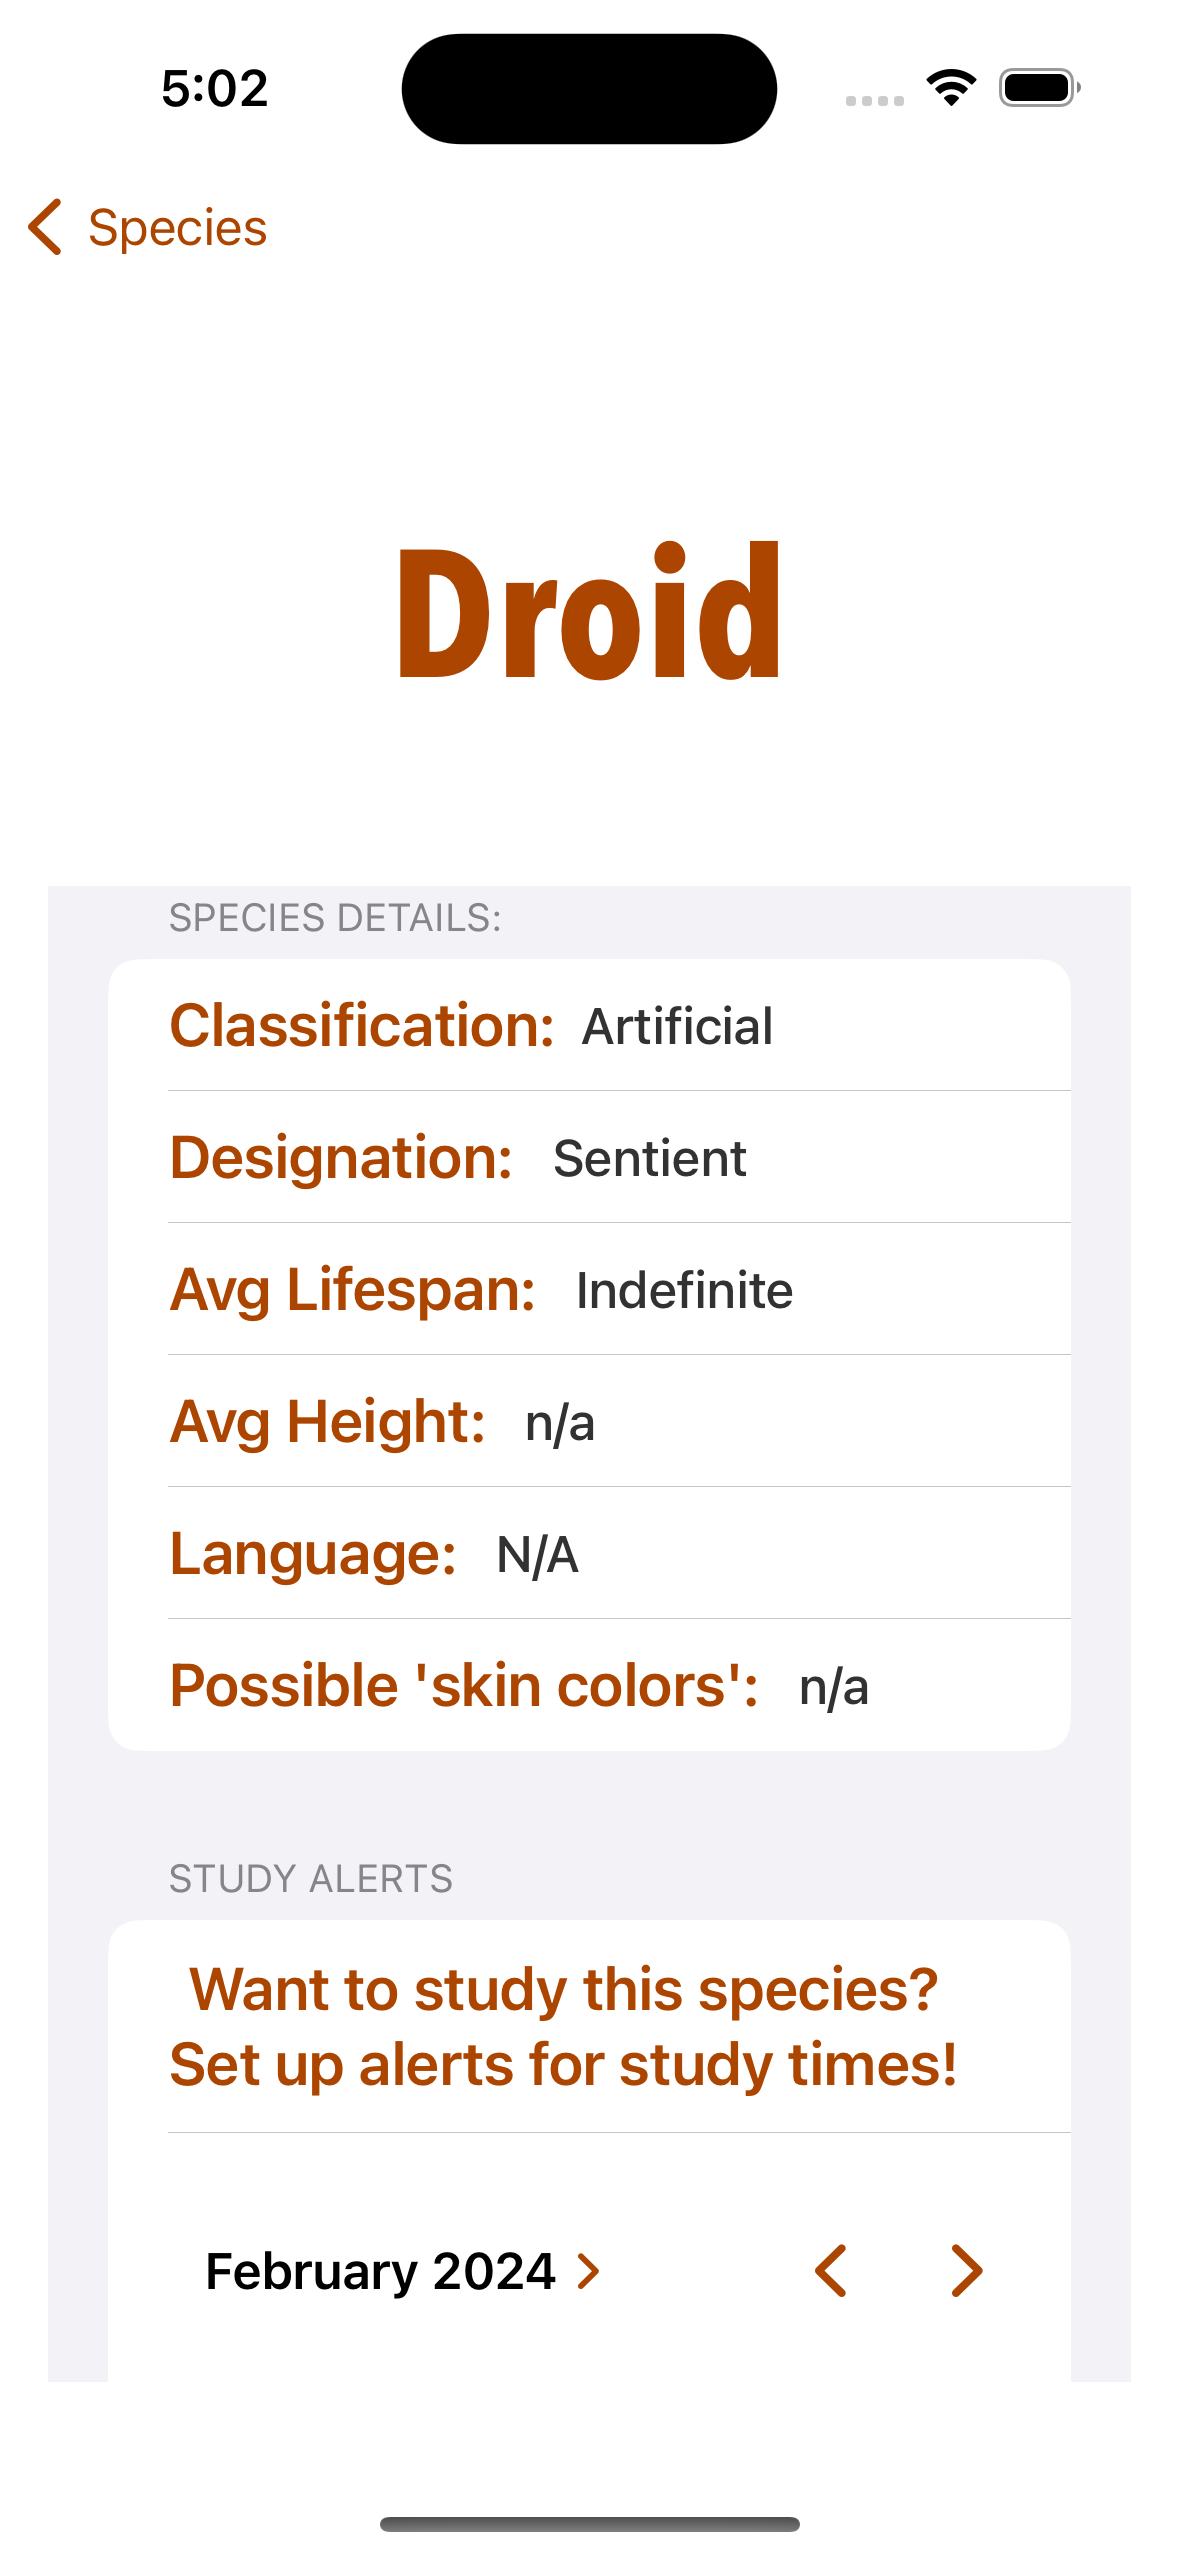 5:02
Species
Droid
SPECIES DETAILS:
Classification: Artificial
Designation: Sentient
Avg Lifespan: Indefinite
Avg Height: n/a
Language: N/A
Possible 'skin colors': n/a
STUDY ALERTS
Want to study this species?
Set up alerts for study times!
February 2024